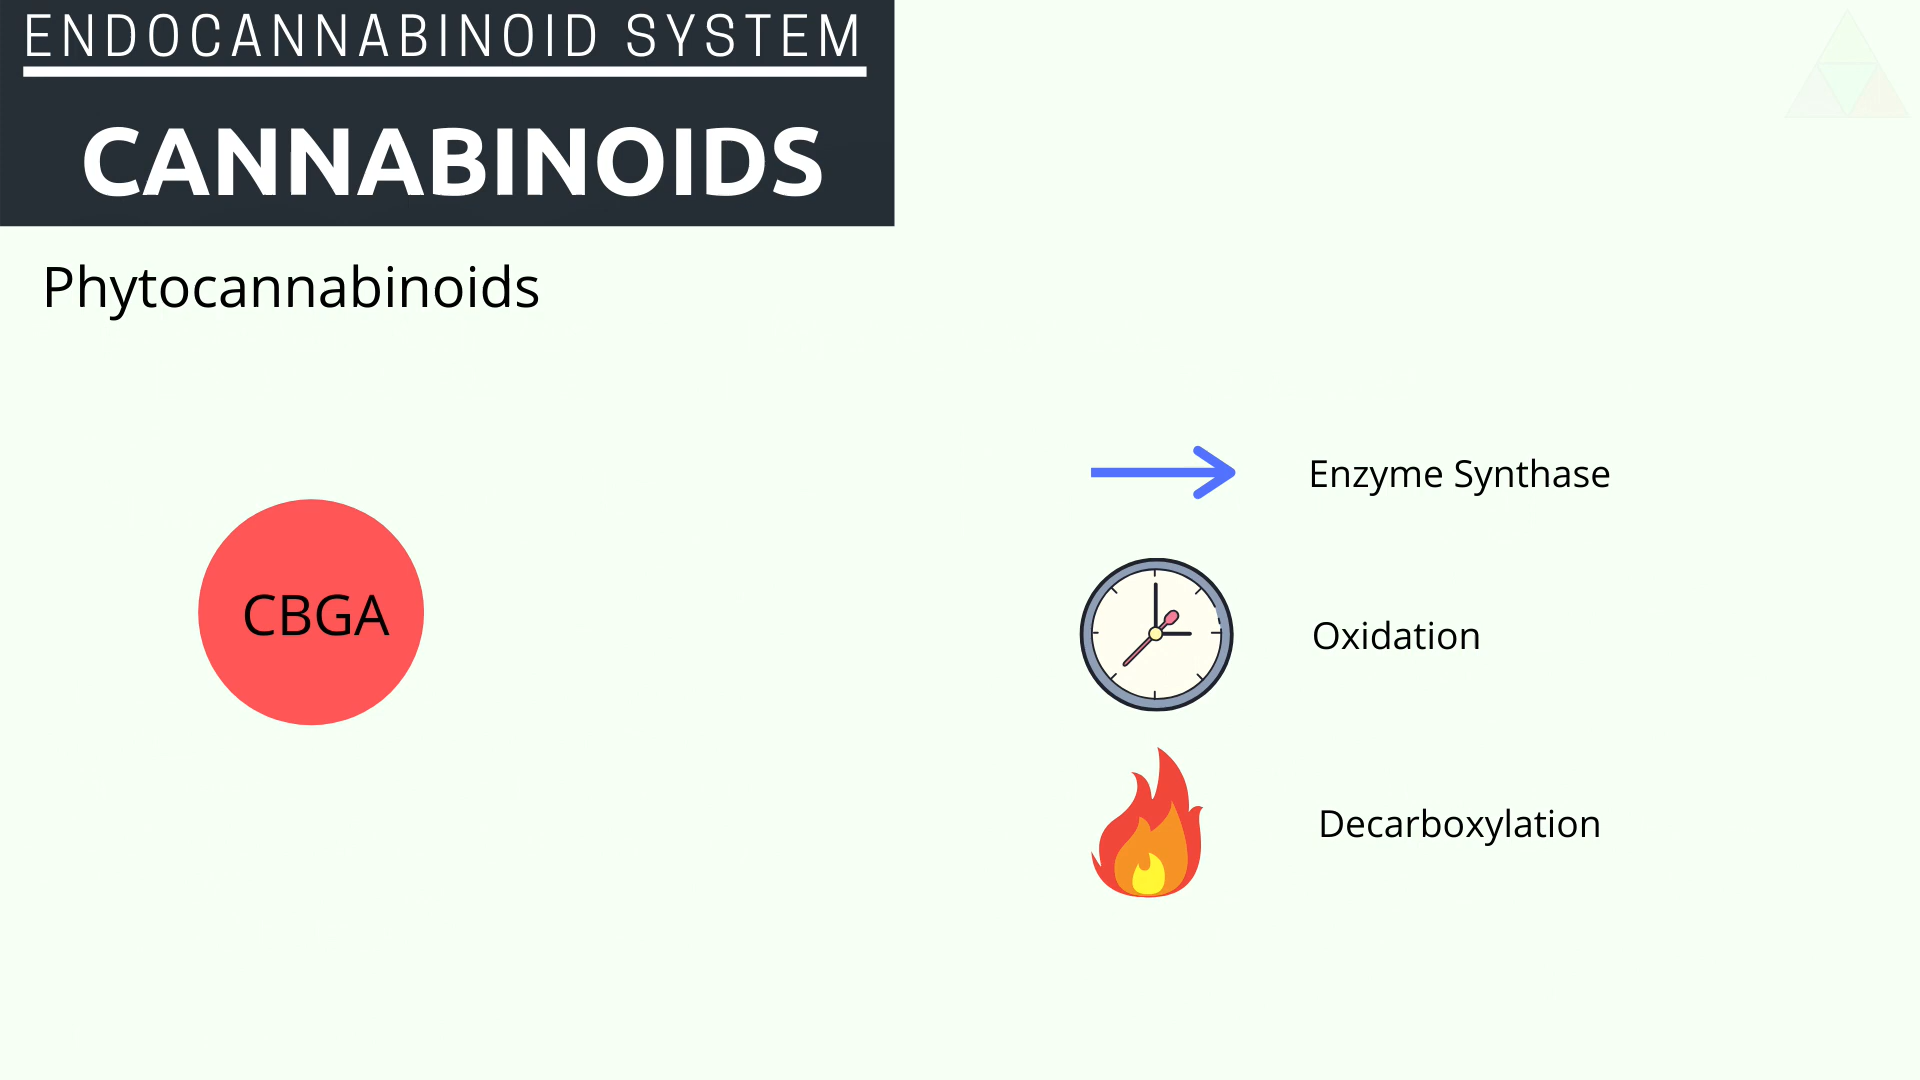 ENDOCANNABINOID SYSTEM
CANNABINOIDS
Phytocannabinoids
CBGA
Enzyme Synthase
Oxidation
Decarboxylation